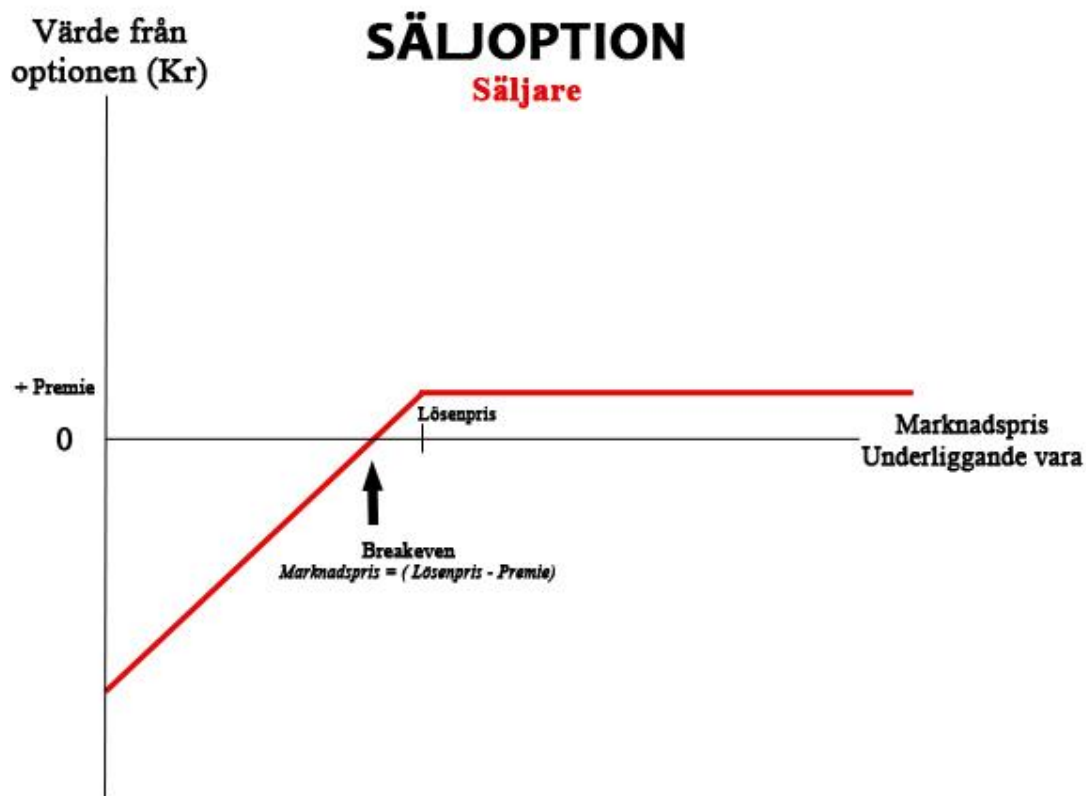 Värde från
optionen (Kr)
SÄLJOPTION
Säljare
+ Premie
Lösenpris
0
Marknadspris
Underliggande vara
Breakeven
Marknadspris = ( Lösenpris - Premie)